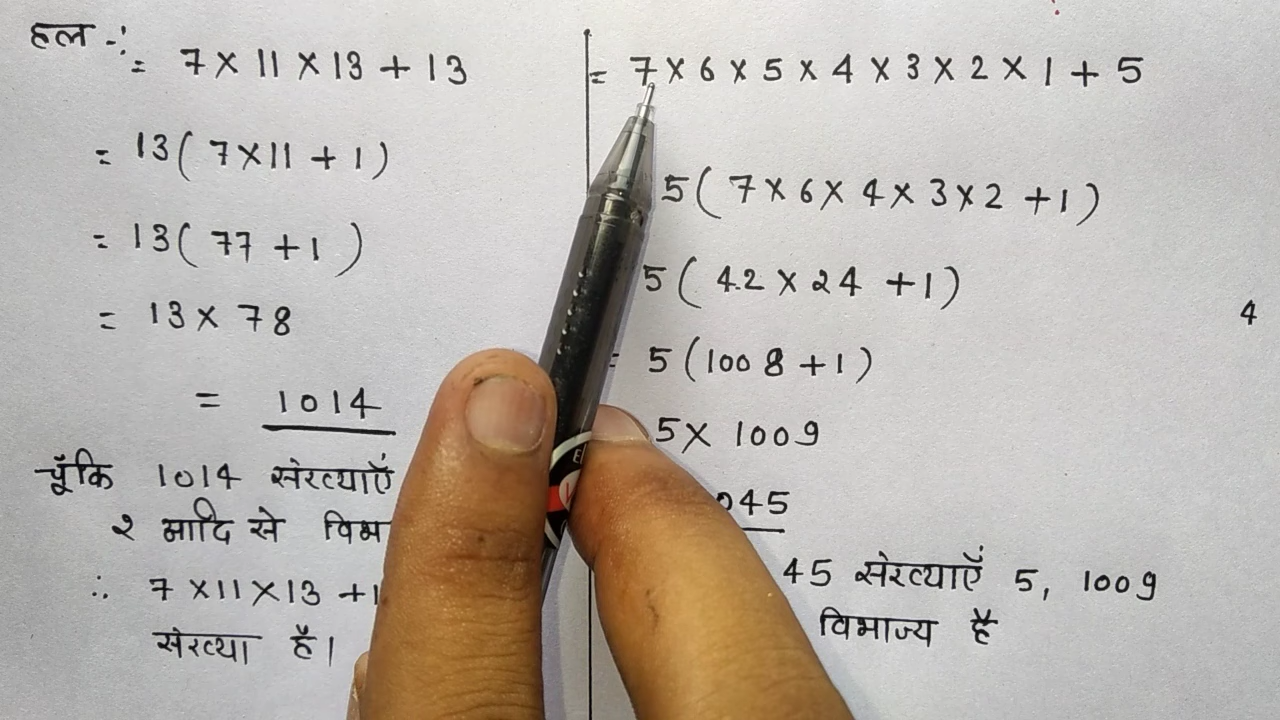 हल -:
= 7 × 11 × 13 + 13
= 13 ( 7 × 11 + 1 )
= 13 ( 77 + 1 )
= 13 × 78
= 1014
चूँकि 1014 संख्याएँ
२ आदि से
∴ 7 × 11 × 13 +
संख्या है।
= 7 × 6 × 5 × 4 × 3 × 2 × 1 + 5
5 ( 7 × 6 × 4 × 3 × 2 + 1 )
5 ( 42 × 24 + 1 )
= 5 ( 1008 + 1 )
5 × 1009
045
45 संख्याएँ 5, 1009
विभाज्य है
4